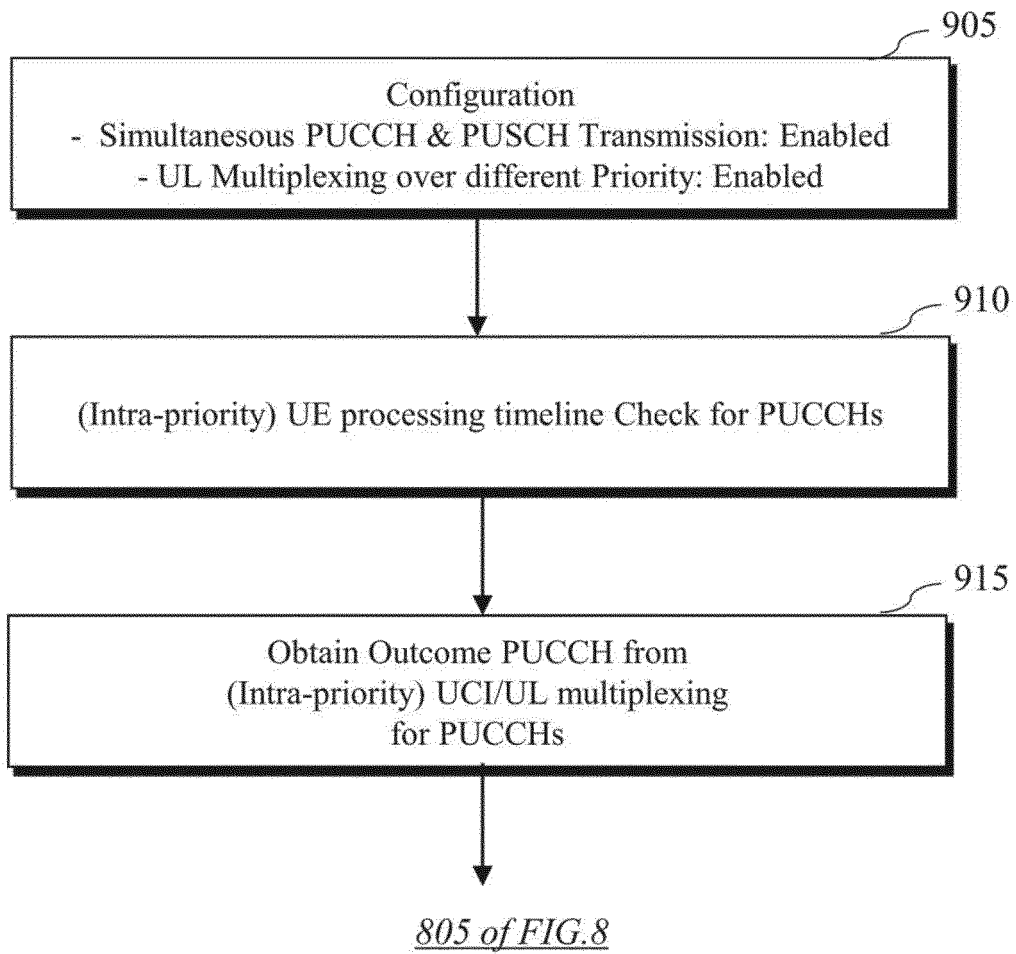 905
Configuration
- Simultanesous PUCCH & PUSCH Transmission: Enabled
- UL Multiplexing over different Priority: Enabled
910
(Intra-priority) UE processing timeline Check for PUCCHs
915
Obtain Outcome PUCCH from
(Intra-priority) UCI/UL multiplexing
for PUCCHs
805 of FIG.8